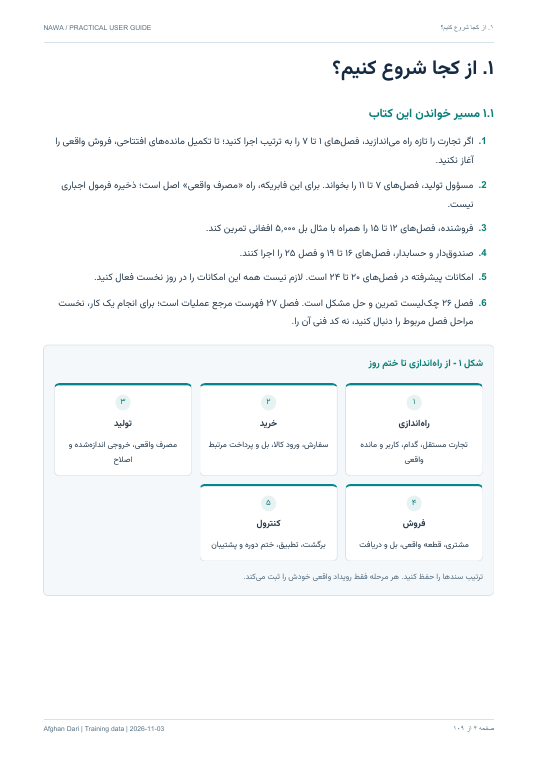 ۱. از کجا شروع کنیم؟
NAWA / PRACTICAL USER GUIDE
۱. از کجا شروع کنیم؟
۱.۱ مسیر خواندن این کتاب
1. اگر تجارت را تازه راه می‌اندازید، فصل‌های ۱ تا ۷ را به ترتیب اجرا کنید؛ تا تکمیل مانده‌های افتتاحی، فروش واقعی را
آغاز نکنید.
2. مسؤول تولید، فصل‌های ۷ تا ۱۱ را بخواند. برای این فابریکه، راه «مصرف واقعی» اصل است؛ ذخیره فرمول اجباری
نیست.
3. فروشنده، فصل‌های ۱۲ تا ۱۵ را همراه با مثال بل ۵,۰۰۰ افغانی تمرین کند.
4. صندوق‌دار و حسابدار، فصل‌های ۱۶ تا ۱۹ و فصل ۲۵ را اجرا کنند.
5. امکانات پیشرفته در فصل‌های ۲۰ تا ۲۴ است. لازم نیست همه این امکانات را در روز نخست فعال کنید.
6. فصل ۲۶ چک‌لیست تمرین و حل مشکل است. فصل ۲۷ فهرست مرجع عملیات است؛ برای انجام یک کار، نخست
مراحل فصل مربوط را دنبال کنید، نه کد فنی آن را.
شکل ۱ - از راه‌اندازی تا ختم روز
۱
راه‌اندازی
تجارت مستقل، گدام، کاربر و مانده
واقعی
۲
خرید
سفارش، ورود کالا، بل و پرداخت مرتبط
۳
تولید
مصرف واقعی، خروجی اندازه‌شده و
اصلاح
۴
فروش
مشتری، قطعه واقعی، بل و دریافت
۵
کنترول
برگشت، تطبیق، ختم دوره و پشتیبان
ترتیب سندها را حفظ کنید. هر مرحله فقط رویداد واقعی خودش را ثبت می‌کند.
صفحه ۴ از ۱۰۹
Afghan Dari | Training data | 2026-11-03